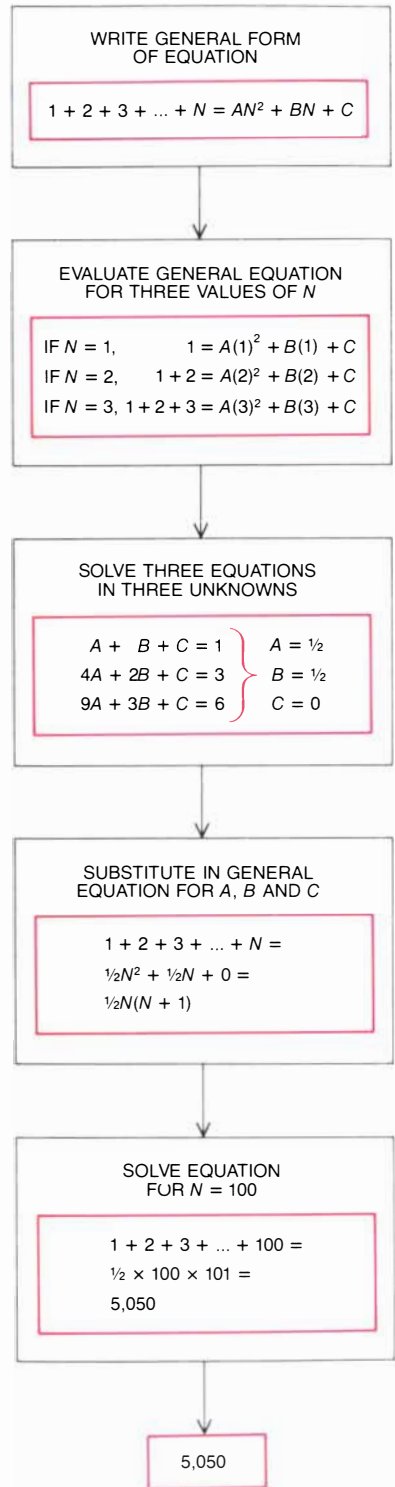 WRITE GENERAL FORM
OF EQUATION
1 + 2 + 3 + ... + N = AN² + BN + C
EVALUATE GENERAL EQUATION
FOR THREE VALUES OF N
IF N = 1, 1 = A(1)² + B(1) + C
IF N = 2, 1 + 2 = A(2)² + B(2) + C
IF N = 3, 1 + 2 + 3 = A(3)² + B(3) + C
SOLVE THREE EQUATIONS
IN THREE UNKNOWNS
A + B + C = 1 A = ½
4A + 2B + C = 3 B = ½
9A + 3B + C = 6 C = 0
SUBSTITUTE IN GENERAL
EQUATION FOR A, B AND C
1 + 2 + 3 + ... + N =
½N² + ½N + 0 =
½N(N + 1)
SOLVE EQUATION
FOR N = 100
1 + 2 + 3 + ... + 100 =
½ × 100 × 101 =
5,050
5,050